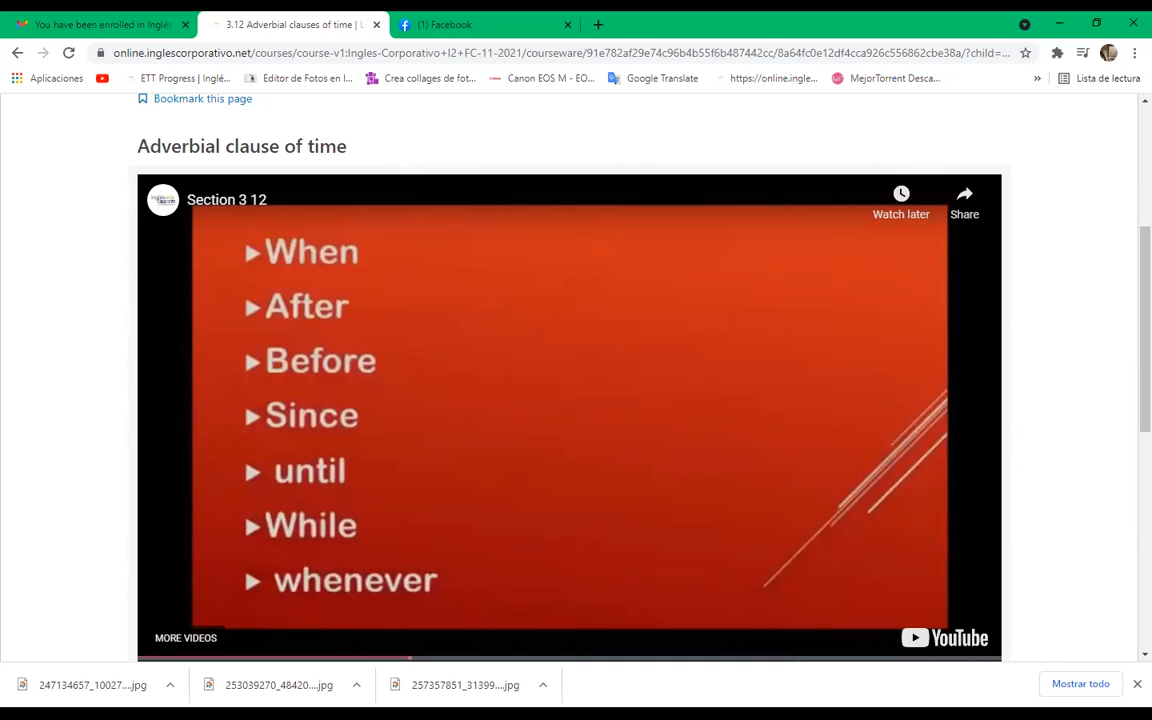 You have been enrolled in Inglés
3.12 Adverbial clauses of time | L
(1) Facebook
online.inglescorporativo.net/courses/course-v1:Ingles-Corporativo+I2+FC-11-2021/courseware/91e782af29e74c96b4b55f6b487442cc/8a64fc0e12df4cca926c556862cbe38a/?child=...
Aplicaciones
ETT Progress | Inglé...
Editor de Fotos en l...
Crea collages de fot...
Canon EOS M - EO...
Google Translate
https://online.ingle...
MejorTorrent Desca...
»
Lista de lectura
Bookmark this page
Adverbial clause of time
Section 3 12
Watch later
Share
When
After
Before
Since
until
While
whenever
MORE VIDEOS
YouTube
247134657_10027....jpg
253039270_48420....jpg
257357851_31399....jpg
Mostrar todo